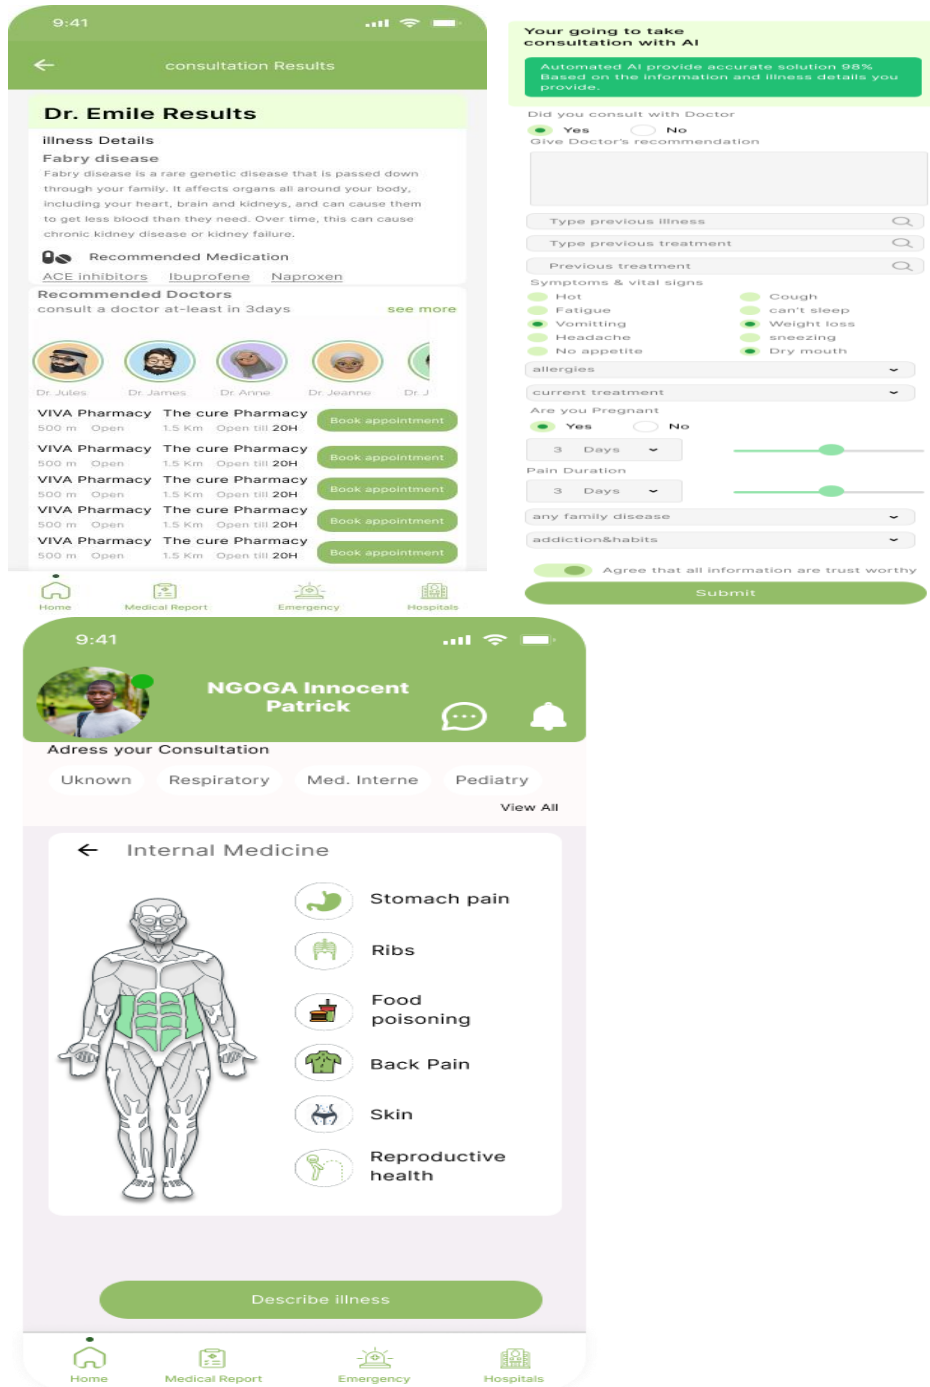 9:41
consultation Results
Dr. Emile Results
illness Details
Fabry disease
Fabry disease is a rare genetic disease that is passed down
through your family. It affects organs all around your body,
including your heart, brain and kidneys, and can cause them
to get less blood than they need. Over time, this can cause
chronic kidney disease or kidney failure.
Recommended Medication
ACE inhibitors Ibuprofene Naproxen
Recommended Doctors
consult a doctor at-least in 3days see more
Dr. Jules Dr. James Dr. Anne Dr. Jeanne Dr. J
VIVA Pharmacy The cure Pharmacy Book appointment
500 m Open 1.5 Km Open till 20H
VIVA Pharmacy The cure Pharmacy Book appointment
500 m Open 1.5 Km Open till 20H
VIVA Pharmacy The cure Pharmacy Book appointment
500 m Open 1.5 Km Open till 20H
VIVA Pharmacy The cure Pharmacy Book appointment
500 m Open 1.5 Km Open till 20H
VIVA Pharmacy The cure Pharmacy Book appointment
500 m Open 1.5 Km Open till 20H
Home Medical Report Emergency Hospitals
Your going to take
consultation with AI
Automated AI provide accurate solution 98%
Based on the information and illness details you
provide.
Did you consult with Doctor
Yes No
Give Doctor's recommendation
Type previous illness
Type previous treatment
Previous treatment
Symptoms & vital signs
Hot Cough
Fatigue can't sleep
Vomitting Weight loss
Headache sneezing
No appetite Dry mouth
allergies
current treatment
Are you Pregnant
Yes No
3 Days
Pain Duration
3 Days
any family disease
addiction&habits
Agree that all information are trust worthy
Submit
9:41
NGOGA Innocent
Patrick
Adress your Consultation
Uknown Respiratory Med. Interne Pediatry
View All
Internal Medicine
Stomach pain
Ribs
Food
poisoning
Back Pain
Skin
Reproductive
health
Describe illness
Home Medical Report Emergency Hospitals